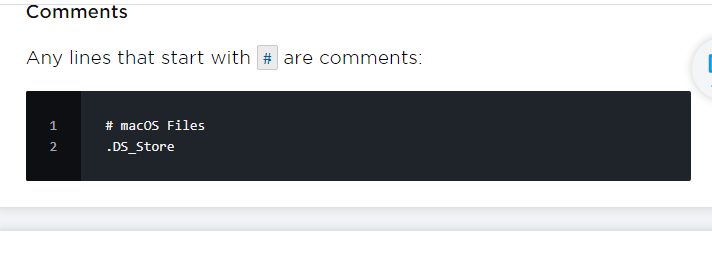 Comments
Any lines that start with # are comments:
1 # macOS Files
2 .DS_Store